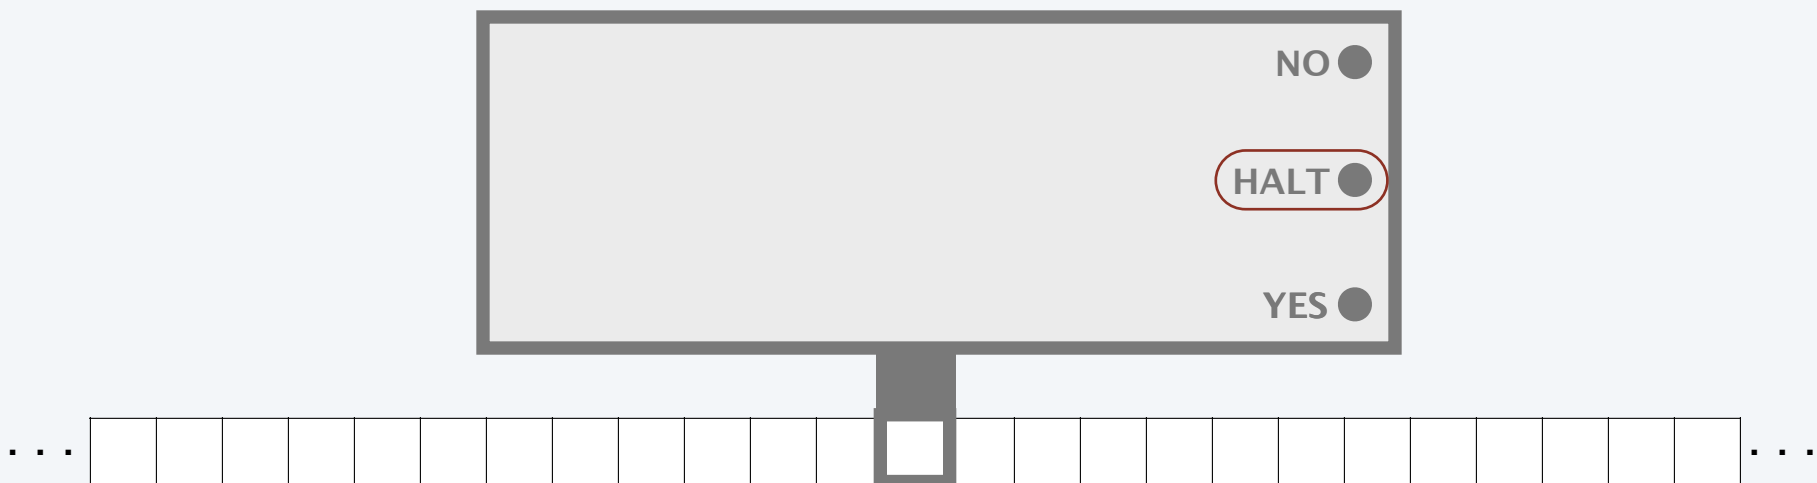 NO
HALT
YES
. . . . . .